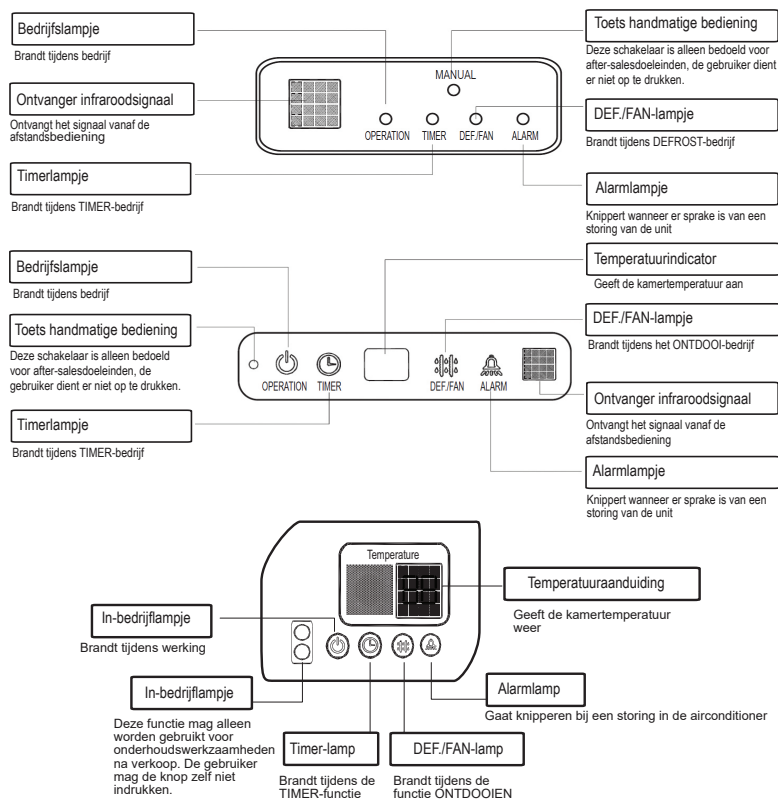 Bedrijfslampje
Brandt tijdens bedrijf
Ontvanger infraroodsignaal
Ontvangt het signaal vanaf de
afstandsbediening
Timerlampje
Brandt tijdens TIMER-bedrijf
MANUAL
OPERATION TIMER DEF./FAN ALARM
Toets handmatige bediening
Deze schakelaar is alleen bedoeld voor
after-salesdoeleinden, de gebruiker dient
er niet op te drukken.
DEF./FAN-lampje
Brandt tijdens DEFROST-bedrijf
Alarmlampje
Knippert wanneer er sprake is van een
storing van de unit
Bedrijfslampje
Brandt tijdens bedrijf
Toets handmatige bediening
Deze schakelaar is alleen bedoeld
voor after-salesdoeleinden, de
gebruiker dient er niet op te drukken.
Timerlampje
Brandt tijdens TIMER-bedrijf
OPERATION TIMER DEF./FAN ALARM
Temperatuurindicator
Geeft de kamertemperatuur aan
DEF./FAN-lampje
Brandt tijdens het ONTDOOI-bedrijf
Ontvanger infraroodsignaal
Ontvangt het signaal vanaf de
afstandsbediening
Alarmlampje
Knippert wanneer er sprake is van een
storing van de unit
Temperature
Temperatuuraanduiding
Geeft de kamertemperatuur
weer
In-bedrijflampje
Brandt tijdens werking
In-bedrijflampje
Deze functie mag alleen
worden gebruikt voor
onderhoudswerkzaamheden
na verkoop. De gebruiker
mag de knop zelf niet
indrukken.
Timer-lamp
Brandt tijdens de
TIMER-functie
DEF./FAN-lamp
Brandt tijdens de
functie ONTDOOIEN
Alarmlamp
Gaat knipperen bij een storing in de airconditioner